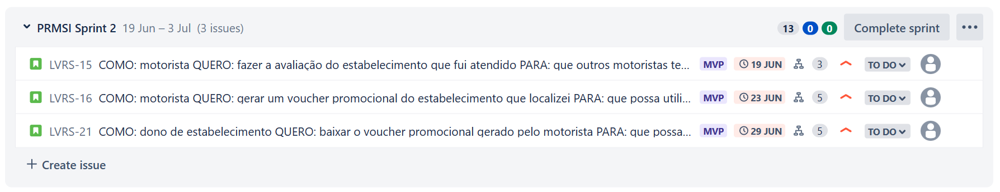 PRMSI Sprint 2 19 Jun – 3 Jul (3 issues) 13 0 0 Complete sprint
LVRS-15 COMO: motorista QUERO: fazer a avaliação do estabelecimento que fui atendido PARA: que outros motoristas te... MVP 19 JUN 3 TO DO
LVRS-16 COMO: motorista QUERO: gerar um voucher promocional do estabelecimento que localizei PARA: que possa utili... MVP 23 JUN 5 TO DO
LVRS-21 COMO: dono de estabelecimento QUERO: baixar o voucher promocional gerado pelo motorista PARA: que possa... MVP 29 JUN 5 TO DO
+ Create issue